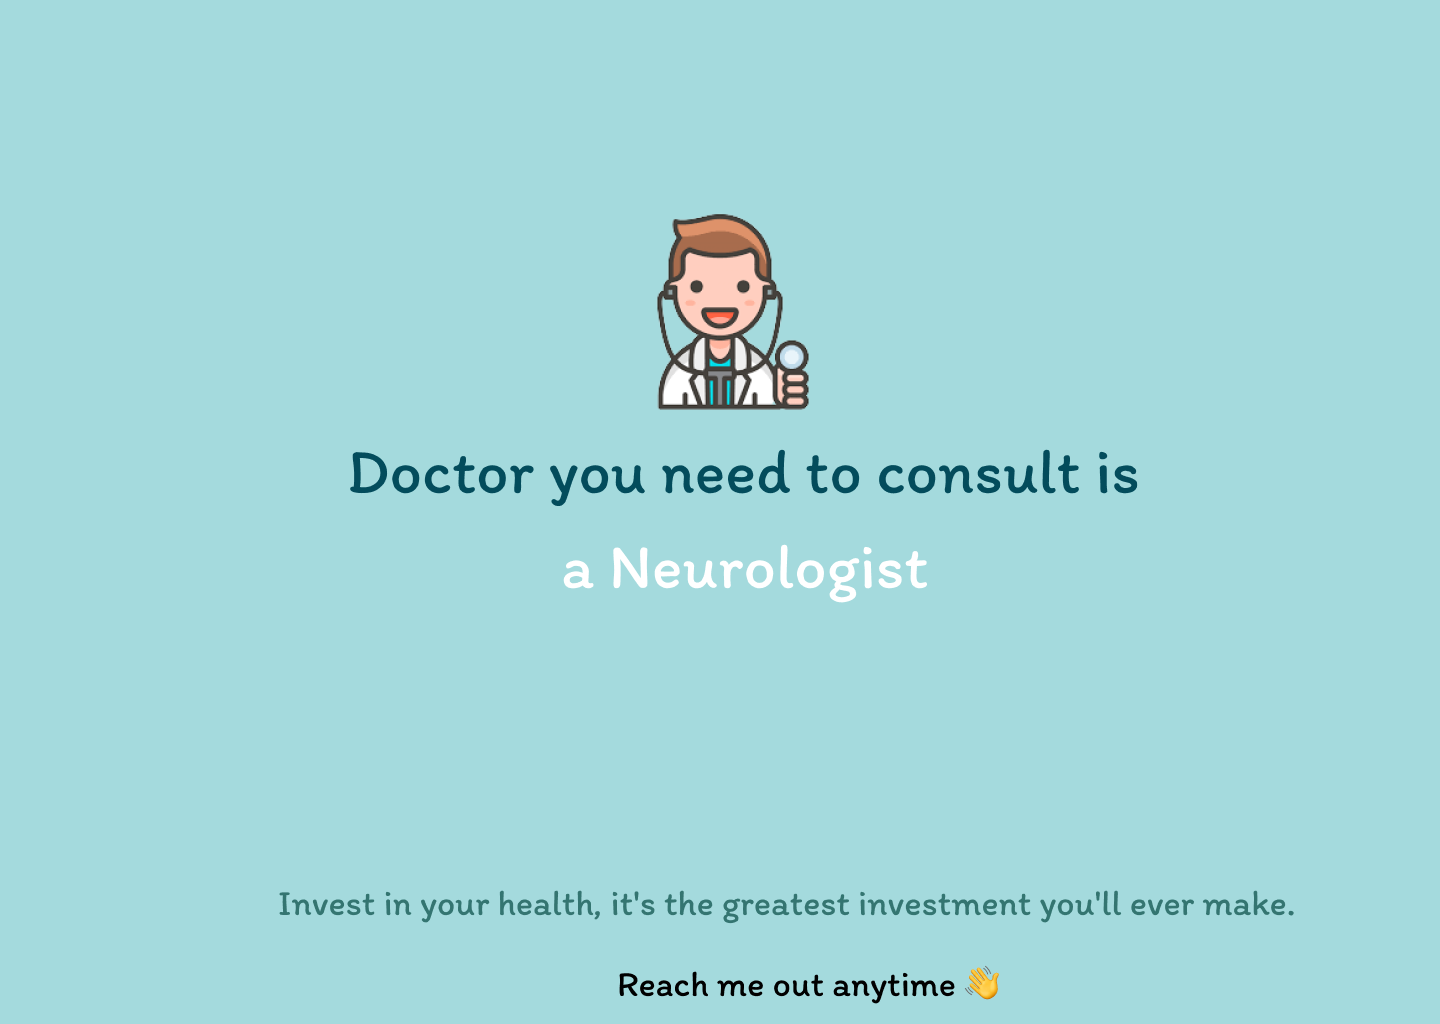 Doctor you need to consult is
a Neurologist
Invest in your health, it's the greatest investment you'll ever make.
Reach me out anytime 👋